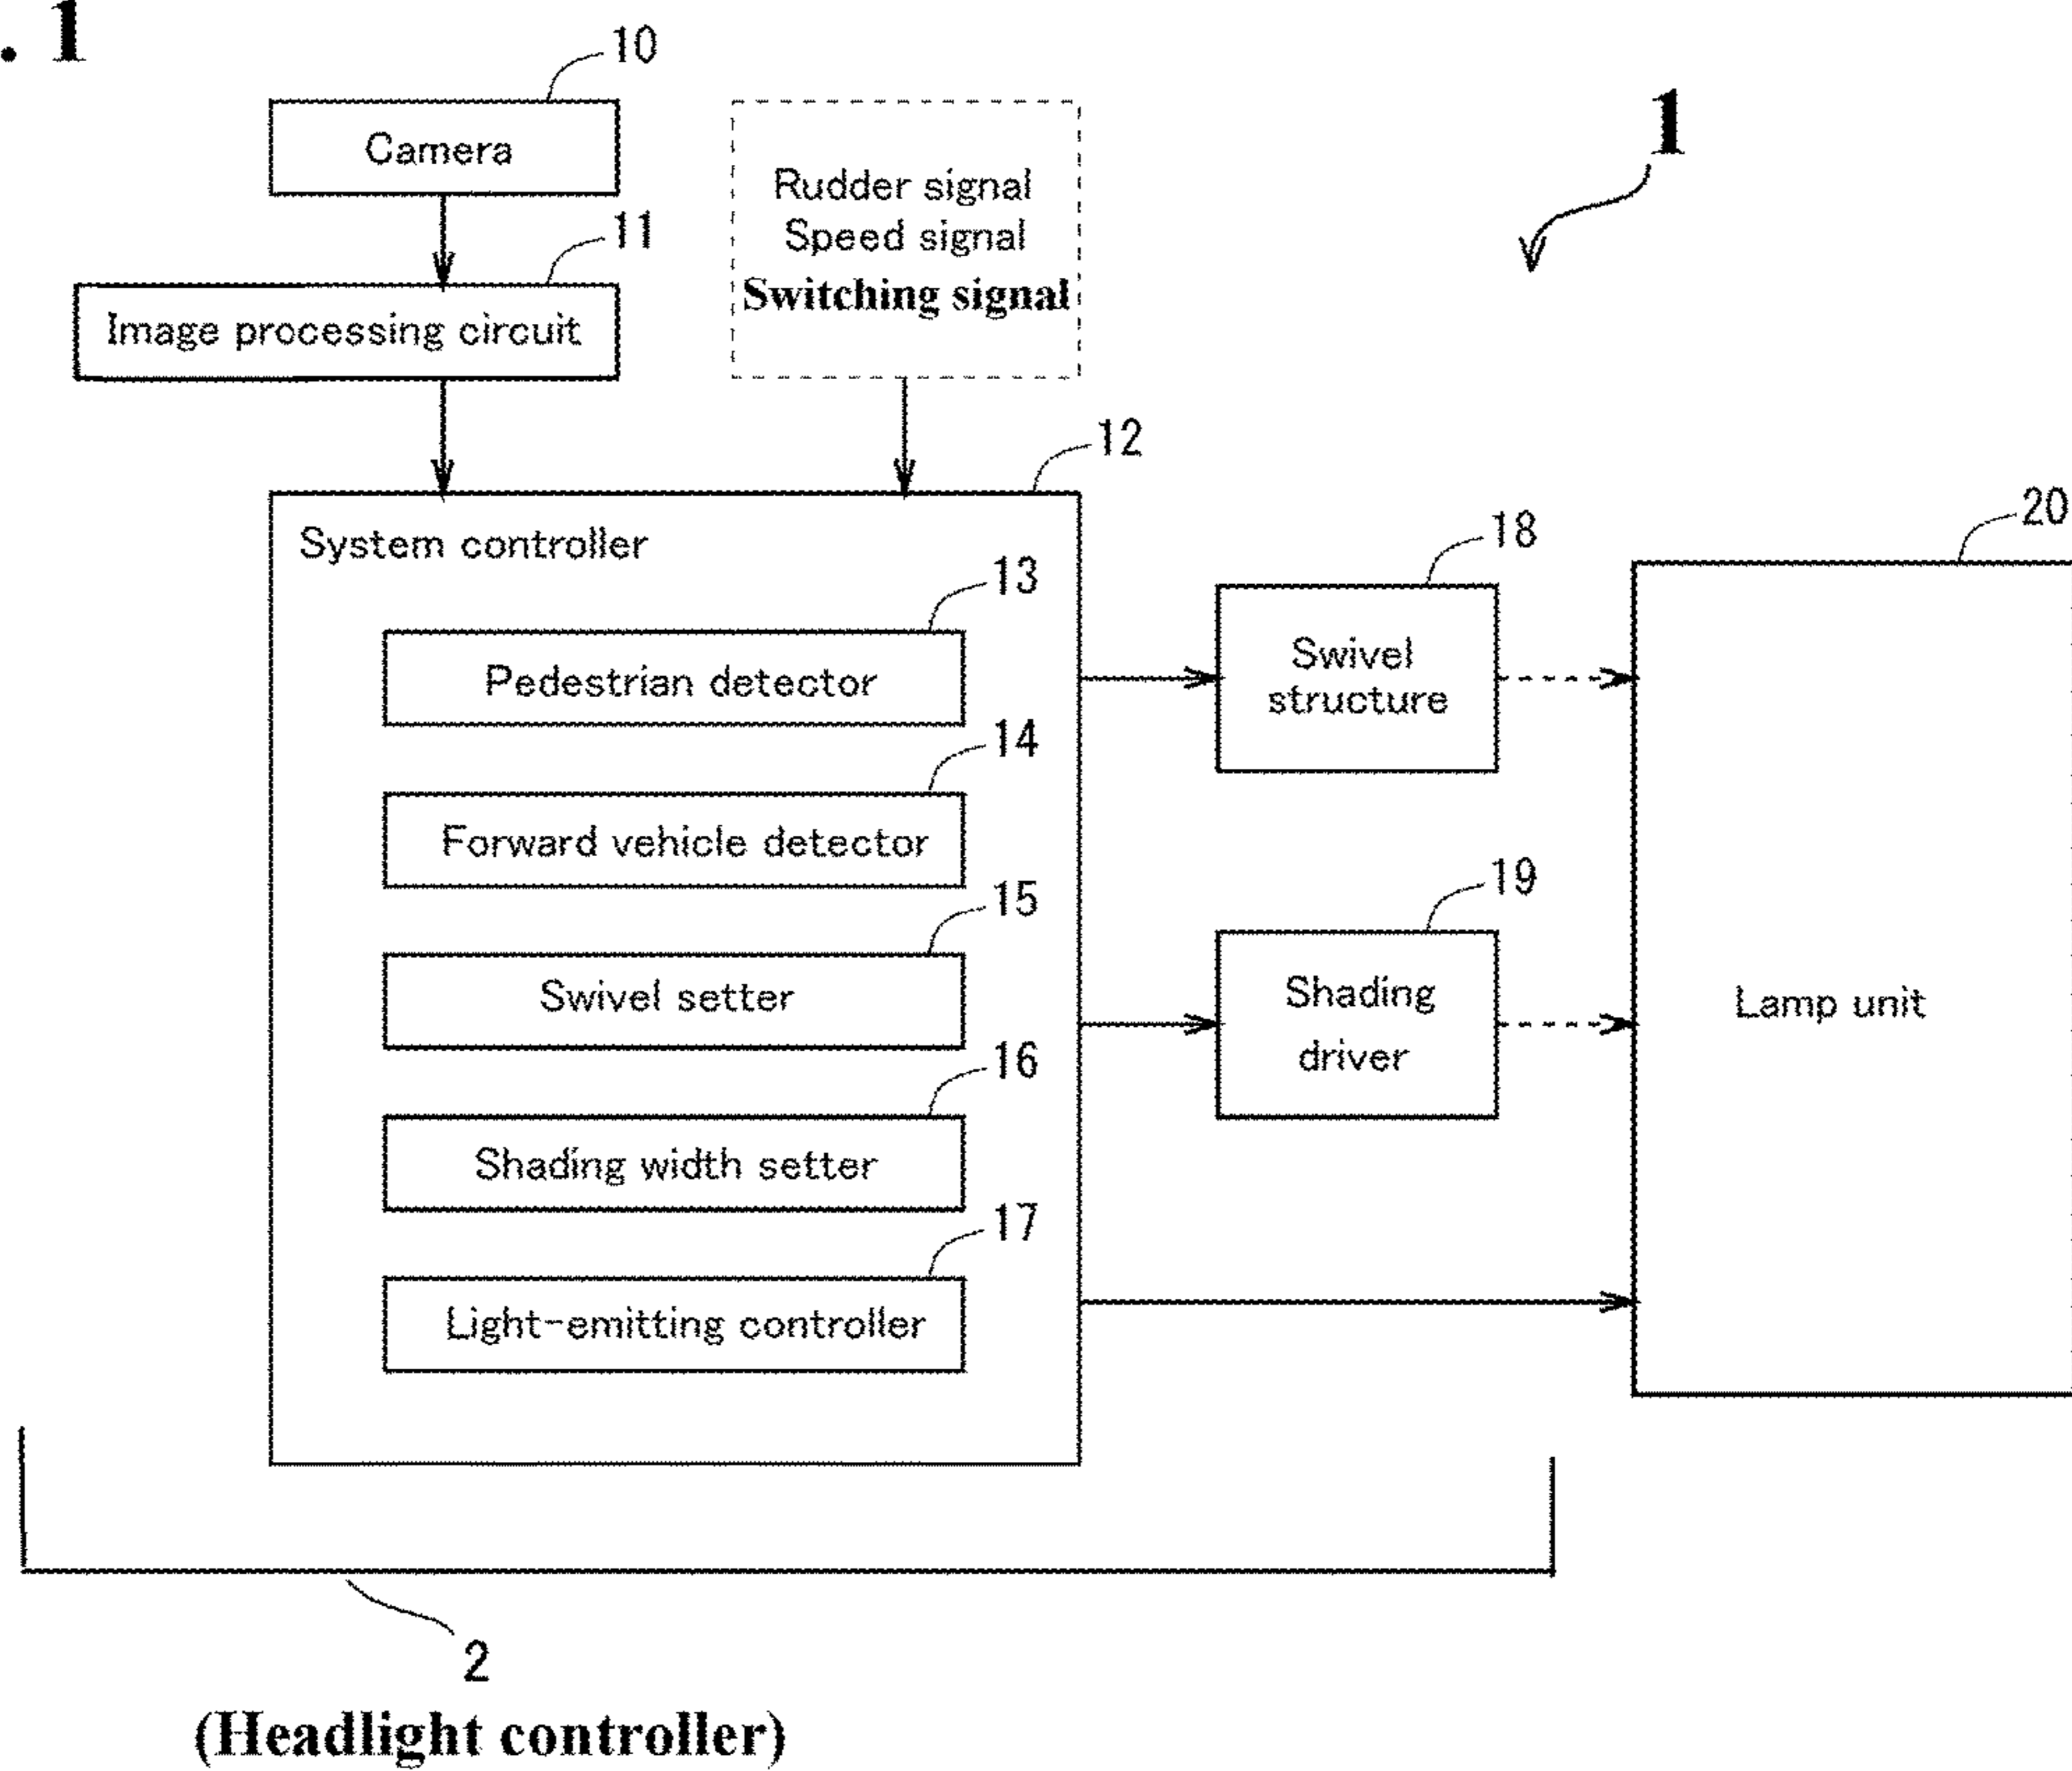 . 1
10
Camera
1
Rudder signal
Speed signal
Switching signal
11
Image processing circuit
12
System controller
13
Pedestrian detector
14
Forward vehicle detector
15
Swivel setter
16
Shading width setter
17
Light-emitting controller
18
Swivel
structure
19
Shading
driver
20
Lamp unit
2
(Headlight controller)